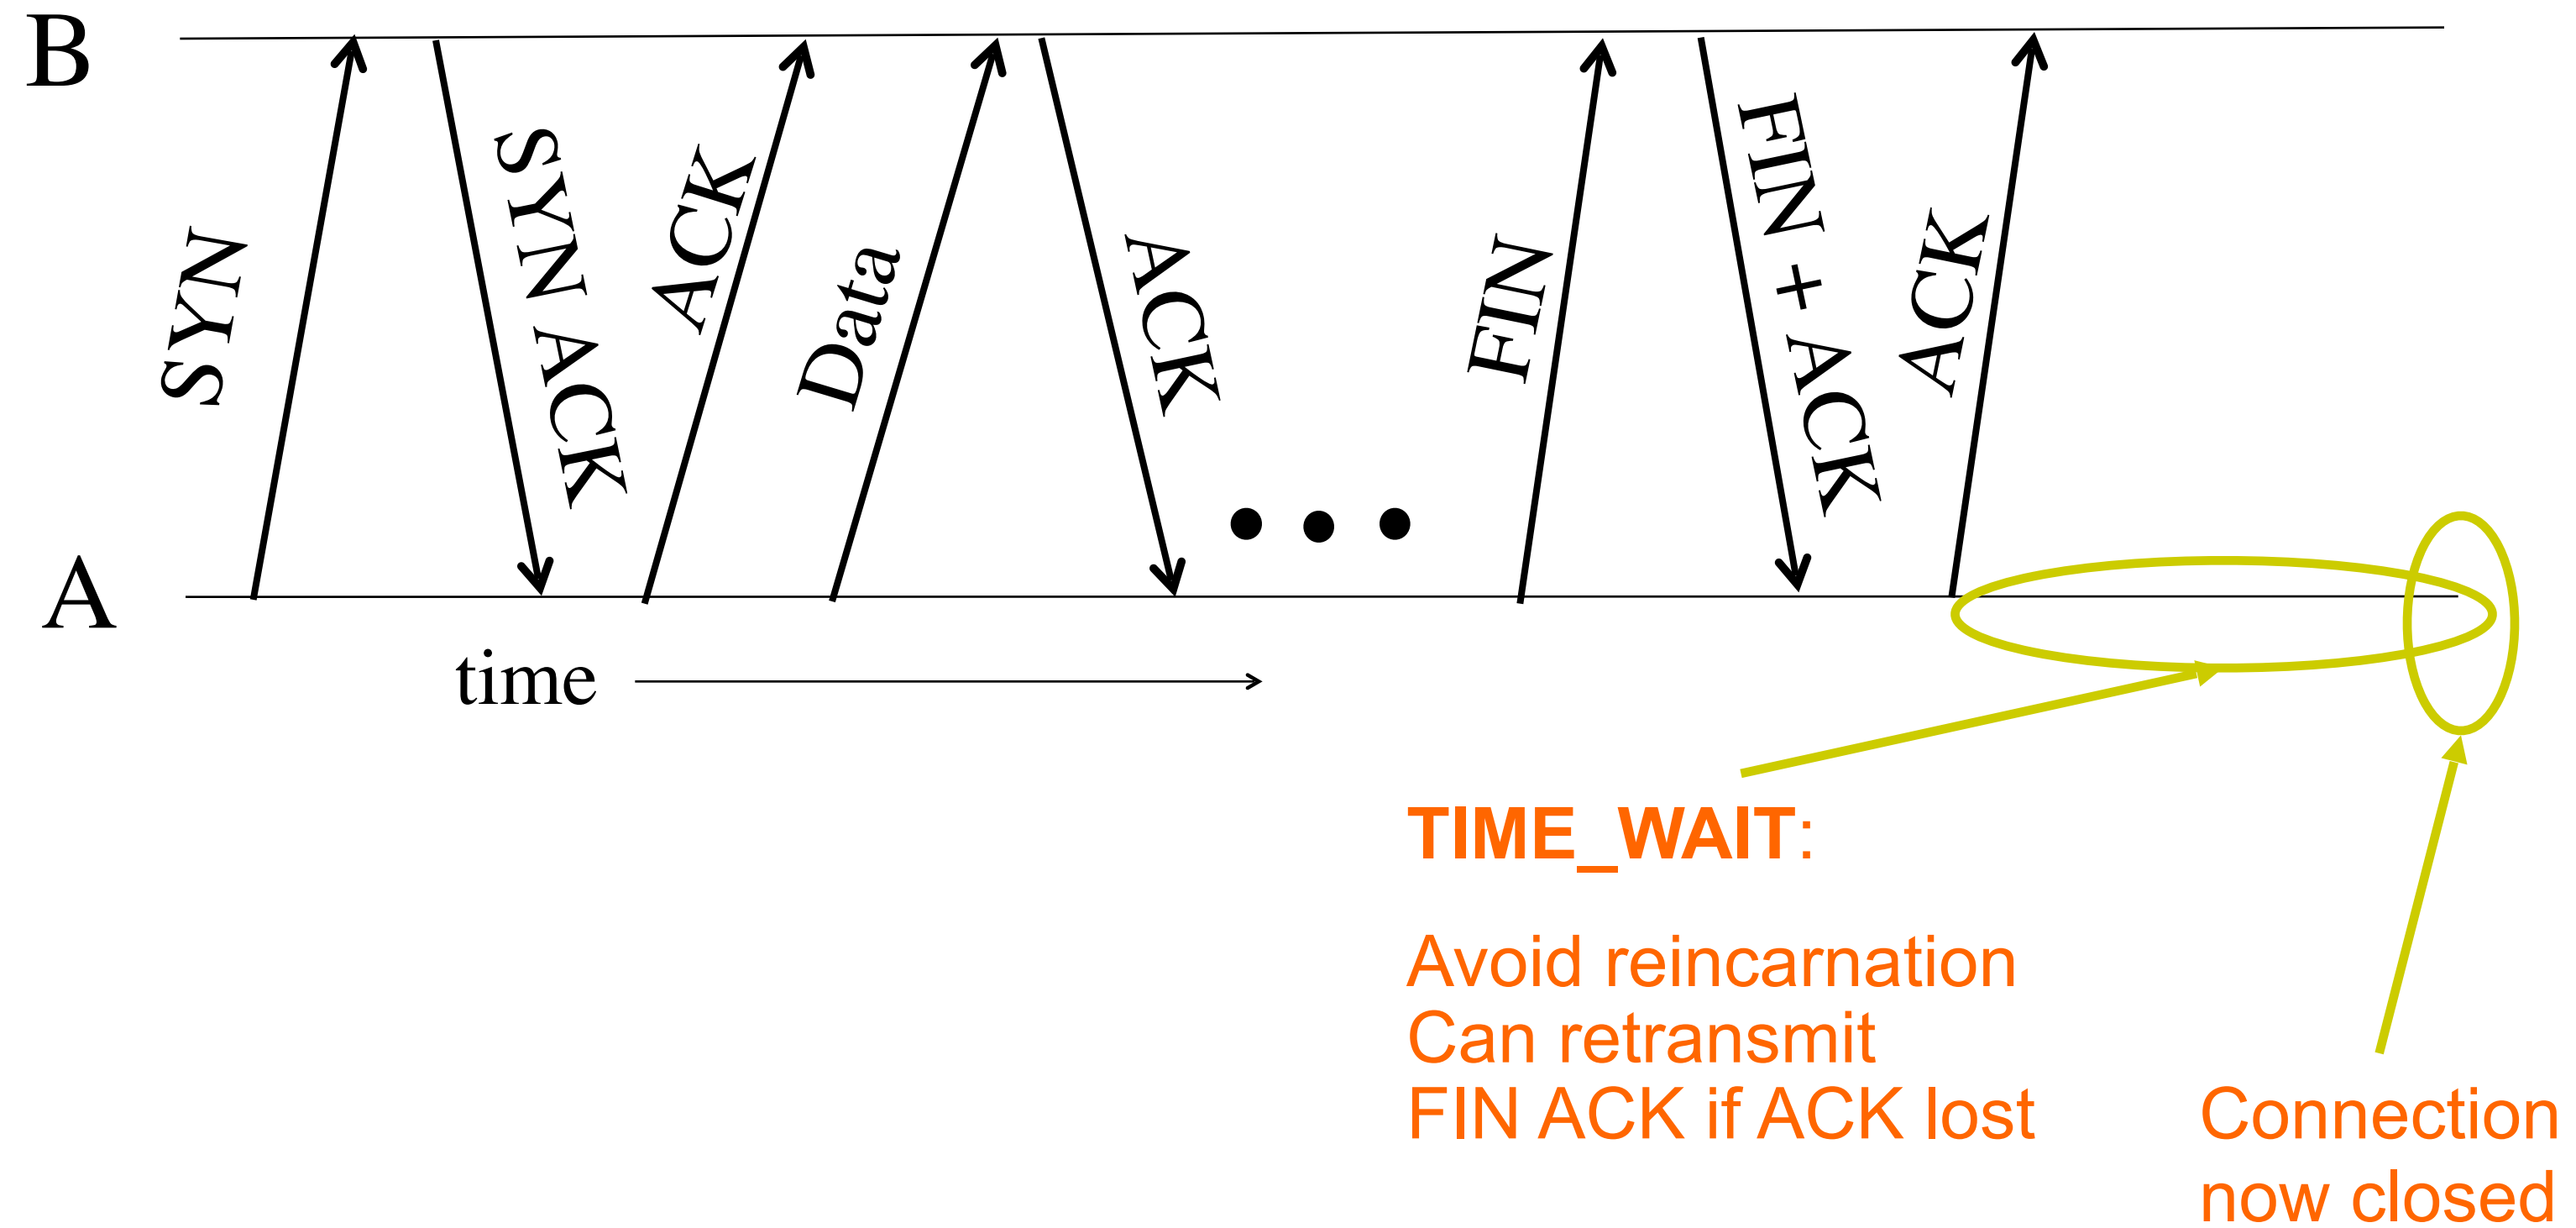 B
SYN
SYN ACK
ACK
Data
ACK
FIN
FIN + ACK
ACK
A
time
TIME_WAIT:
Avoid reincarnation
Can retransmit
FIN ACK if ACK lost
Connection
now closed